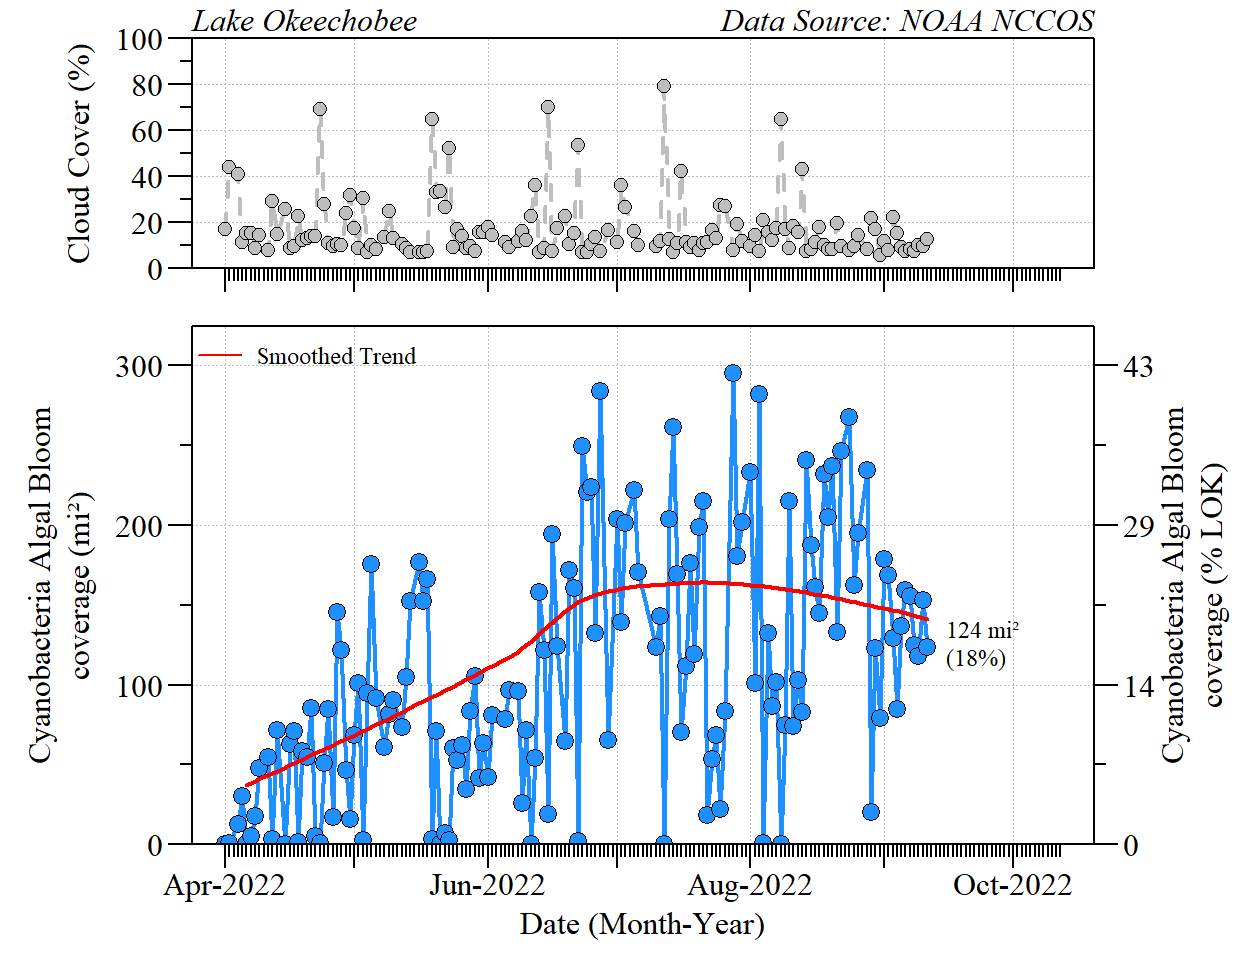 Lake Okeechobee Data Source: NOAA NCCOS
Cloud Cover (%)
100
80
60
40
20
0
Smoothed Trend
Cyanobacteria Algal Bloom
coverage (mi²)
300
200
100
0
43
29
14
0
Cyanobacteria Algal Bloom
coverage (% LOK)
124 mi²
(18%)
Apr-2022 Jun-2022 Aug-2022 Oct-2022
Date (Month-Year)